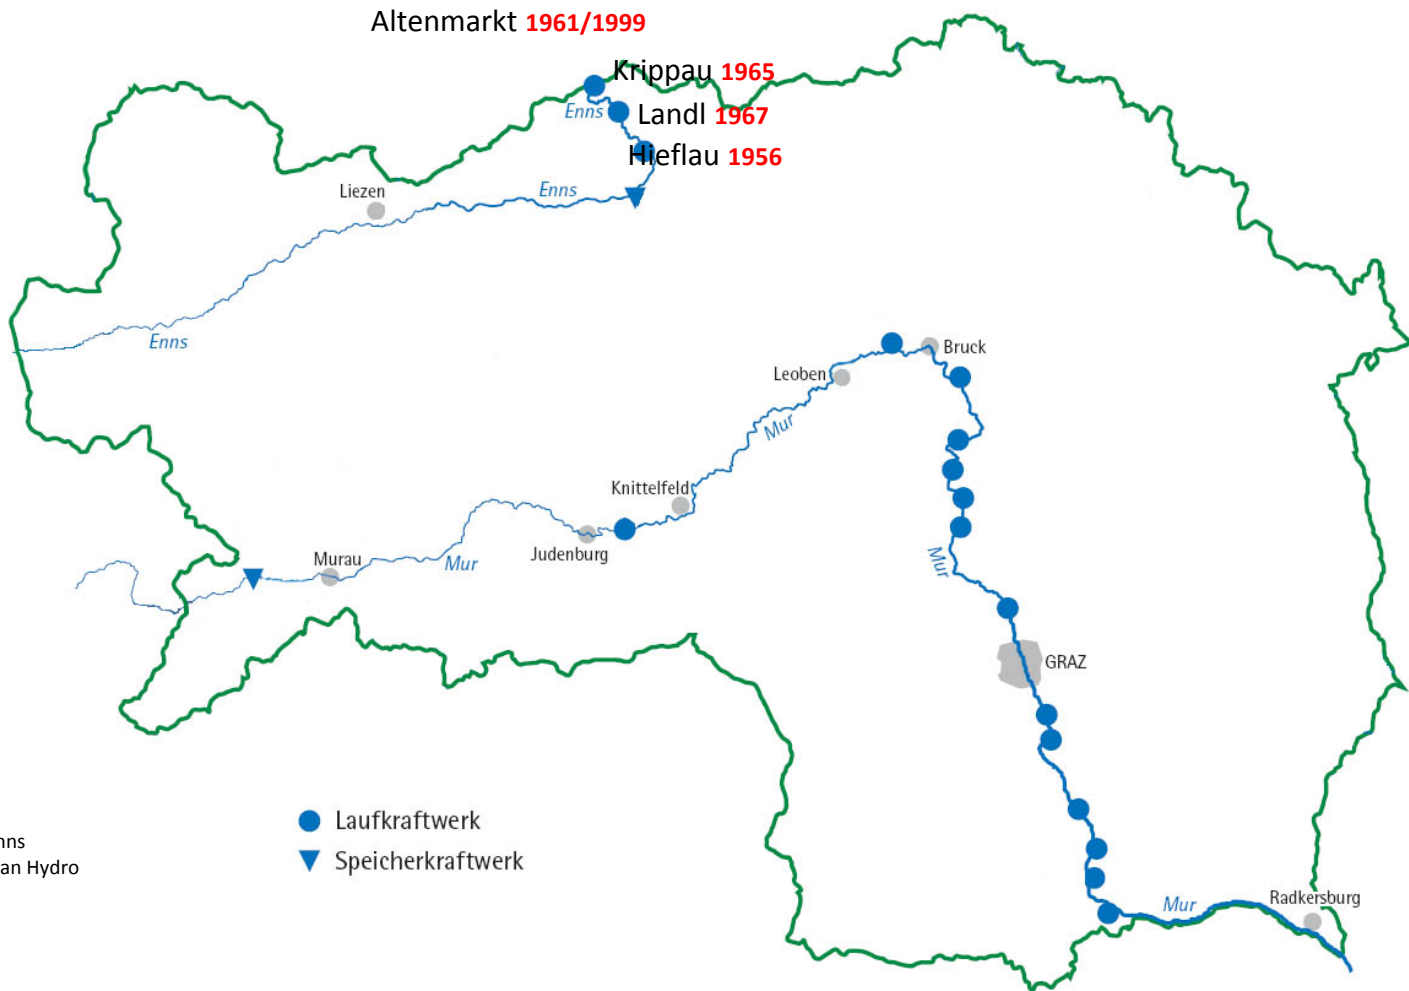 Altenmarkt 1961/1999
Krippau 1965
Enns
Landl 1967
Hieflau 1956
Liezen
Enns
Enns
Bruck
Leoben
Mur
Knittelfeld
Judenburg
Murau
Mur
Mur
GRAZ
Laufkraftwerk
Speicherkraftwerk
nns
an Hydro
Radkersburg
Mur